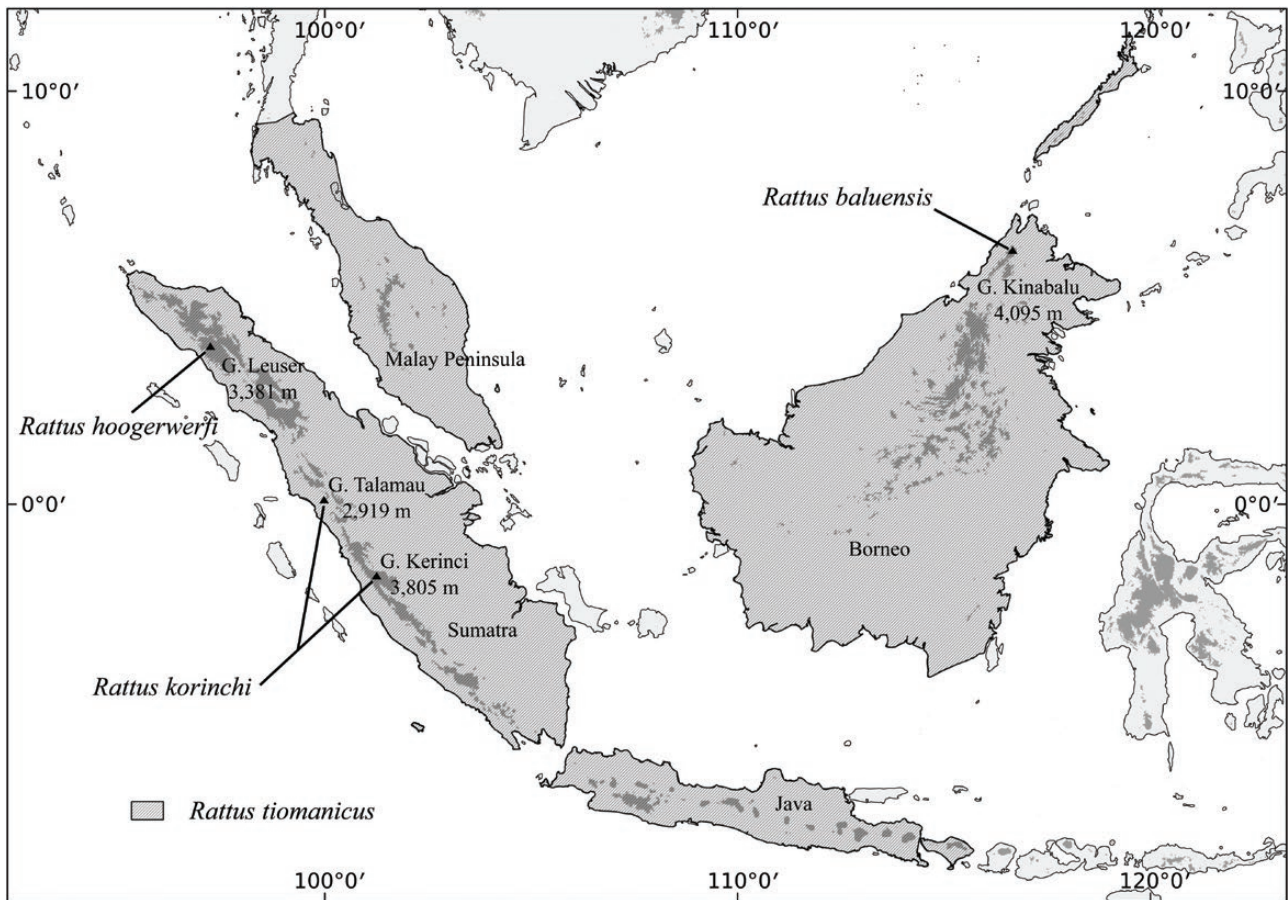 100°0′
110°0′
120°0′
10°0′
10°0′
Rattus baluensis
G. Kinabalu
4,095 m
Malay Peninsula
G. Leuser
3,381 m
Rattus hoogerwerfi
G. Talamau
2,919 m
0°0′
0°0′
Borneo
G. Kerinci
3,805 m
Sumatra
Rattus korinchi
Java
Rattus tiomanicus
100°0′
110°0′
120°0′